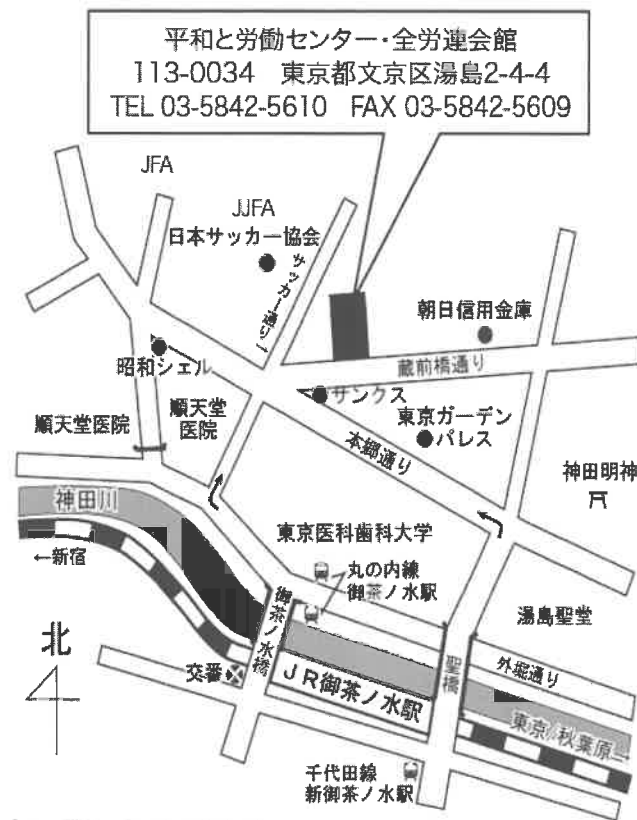 平和と労働センター・全労連会館
113-0034 東京都文京区湯島2-4-4
TEL 03-5842-5610 FAX 03-5842-5609
JFA
JJFA
日本サッカー協会
サッカー通り→
朝日信用金庫
蔵前橋通り
昭和シェル
サンクス
順天堂医院
順天堂
医院
東京ガーデン
パレス
本郷通り
神田明神
神田川
←新宿
東京医科歯科大学
丸の内線
御茶ノ水駅
御茶ノ水橋
湯島聖堂
北
交番
JR御茶ノ水駅
聖橋
外堀通り
東京/秋葉原→
千代田線
新御茶ノ水駅